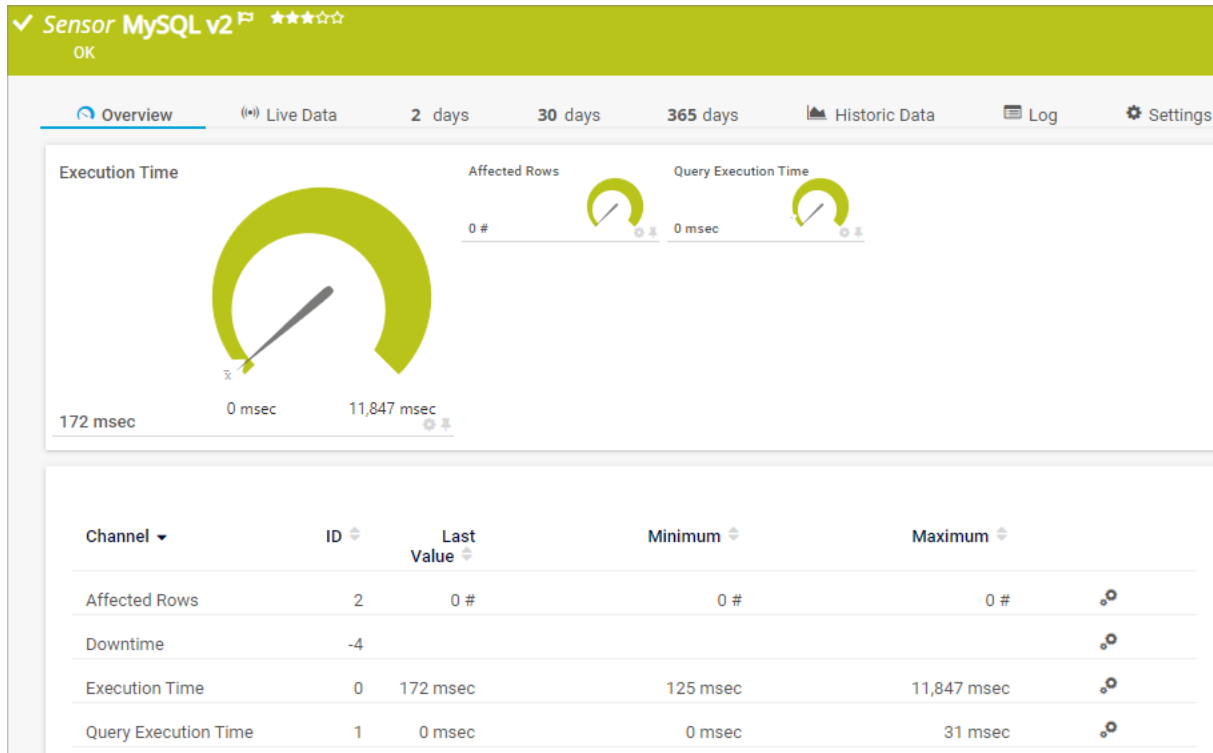 Sensor MySQL v2
OK
Overview Live Data 2 days 30 days 365 days Historic Data Log Settings
Execution Time
Affected Rows
Query Execution Time
0 #
0 msec
x̄
0 msec 11,847 msec
172 msec
Channel ID Last Value Minimum Maximum
Affected Rows 2 0 # 0 # 0 #
Downtime -4
Execution Time 0 172 msec 125 msec 11,847 msec
Query Execution Time 1 0 msec 0 msec 31 msec